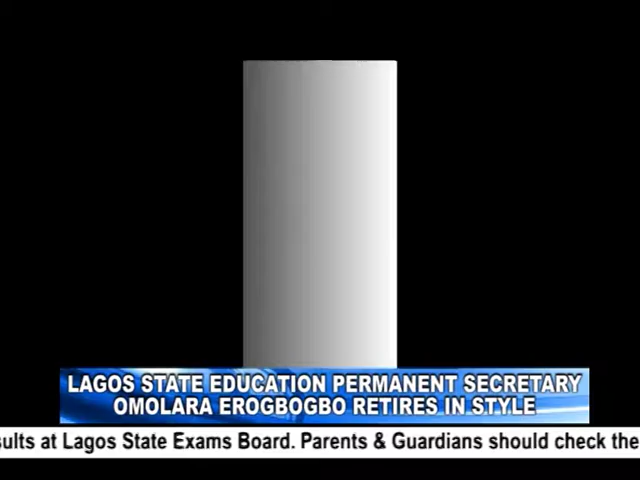 LAGOS STATE EDUCATION PERMANENT SECRETARY
OMOLARA EROGBOGBO RETIRES IN STYLE
sults at Lagos State Exams Board. Parents & Guardians should check the